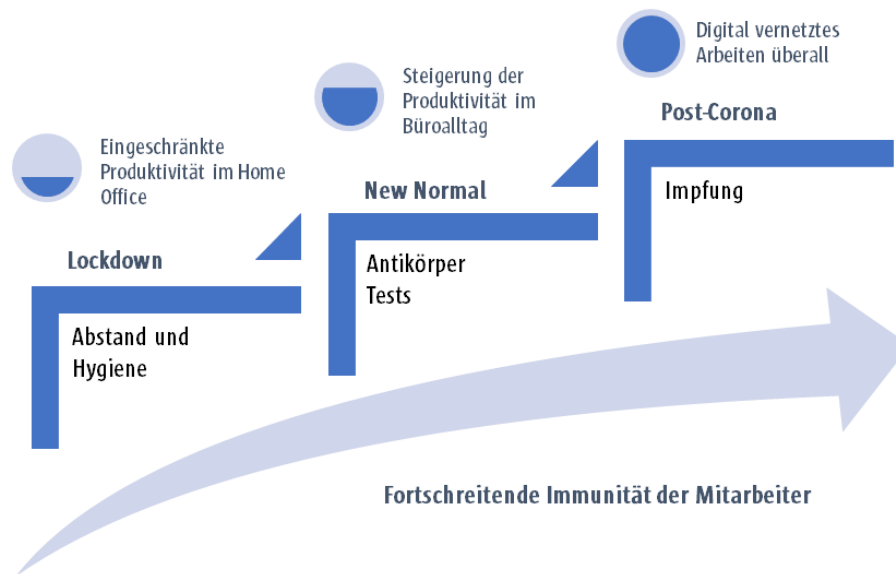 Digital vernetztes
Arbeiten überall
Steigerung der
Produktivität im
Büroalltag
Post-Corona
Eingeschränkte
Produktivität im Home
Office
New Normal
Impfung
Lockdown
Antikörper
Tests
Abstand und
Hygiene
Fortschreitende Immunität der Mitarbeiter